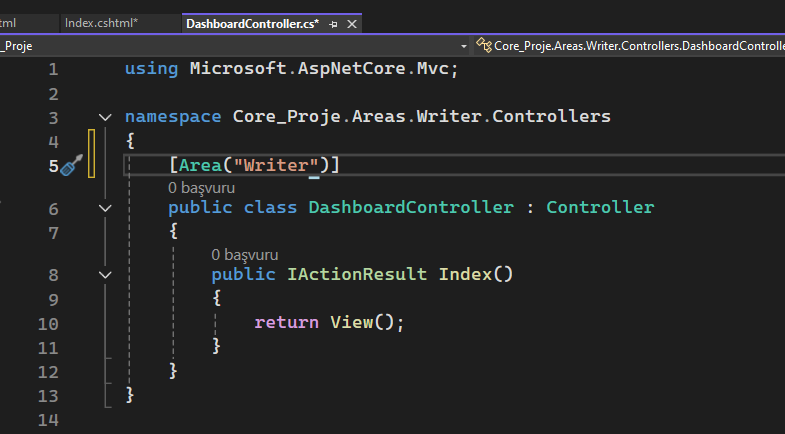 tml Index.cshtml* DashboardController.cs*
_Proje Core_Proje.Areas.Writer.Controllers.DashboardControlle
1 using Microsoft.AspNetCore.Mvc;
2
3 namespace Core_Proje.Areas.Writer.Controllers
4 {
5 [Area("Writer")]
0 başvuru
6 public class DashboardController : Controller
7 {
0 başvuru
8 public IActionResult Index()
9 {
10 return View();
11 }
12 }
13 }
14